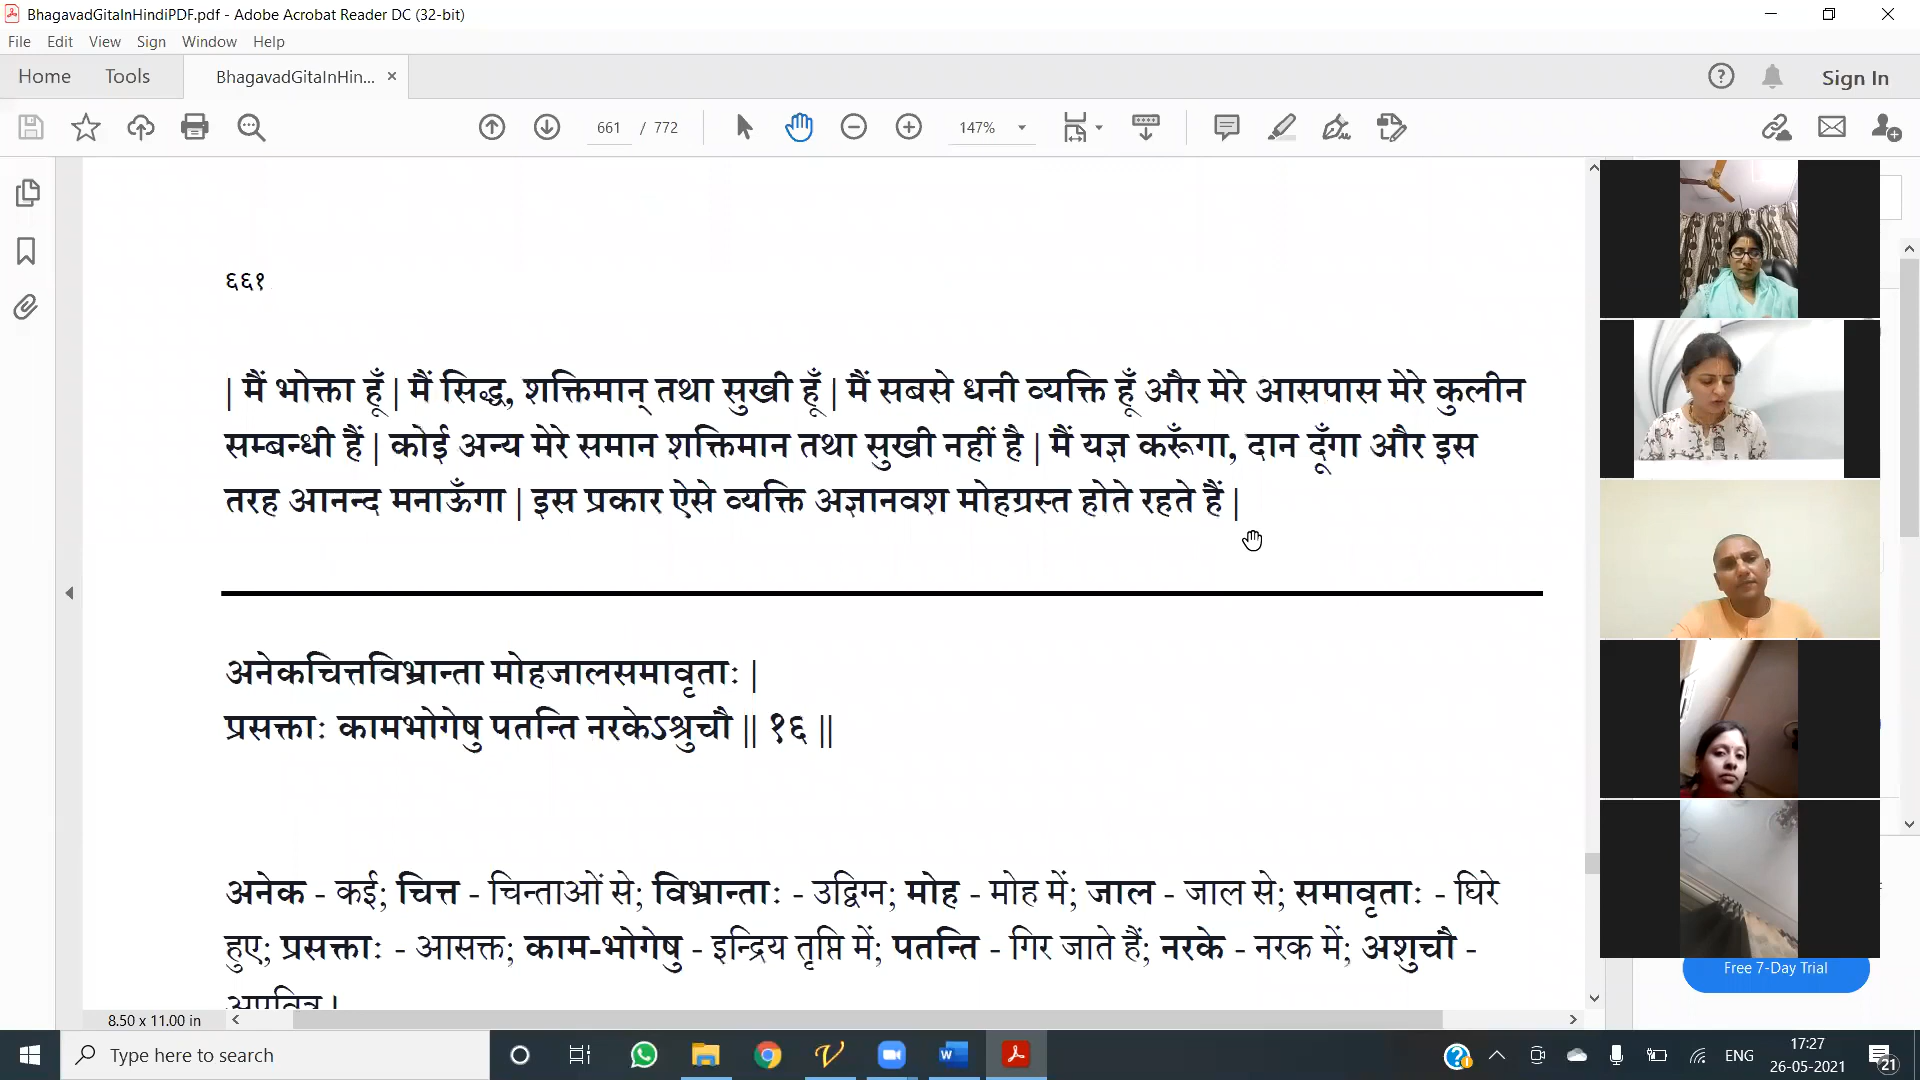 BhagavadGitaInHindiPDF.pdf - Adobe Acrobat Reader DC (32-bit)
File Edit View Sign Window Help
Home Tools BhagavadGitaInHin... × Sign In
661 / 772 147%
६६१
| मैं भोक्ता हूँ | मैं सिद्ध, शक्तिमान् तथा सुखी हूँ | मैं सबसे धनी व्यक्ति हूँ और मेरे आसपास मेरे कुलीन
सम्बन्धी हैं | कोई अन्य मेरे समान शक्तिमान तथा सुखी नहीं है | मैं यज्ञ करूँगा, दान दूँगा और इस
तरह आनन्द मनाऊँगा | इस प्रकार ऐसे व्यक्ति अज्ञानवश मोहग्रस्त होते रहते हैं |
अनेकचित्तविभ्रान्ता मोहजालसमावृताः |
प्रसक्ताः कामभोगेषु पतन्ति नरकेऽश्रुचौ || १६ ||
अनेक - कई; चित्त - चिन्ताओं से; विभ्रान्ताः - उद्विग्न; मोह - मोह में; जाल - जाल से; समावृताः - घिरे
हुए; प्रसक्ताः - आसक्त; काम-भोगेषु - इन्द्रिय तृप्ति में; पतन्ति - गिर जाते हैं; नरके - नरक में; अशुचौ -
अपवित्र |
Free 7-Day Trial
8.50 x 11.00 in
Type here to search
ENG
17:27
26-05-2021
21